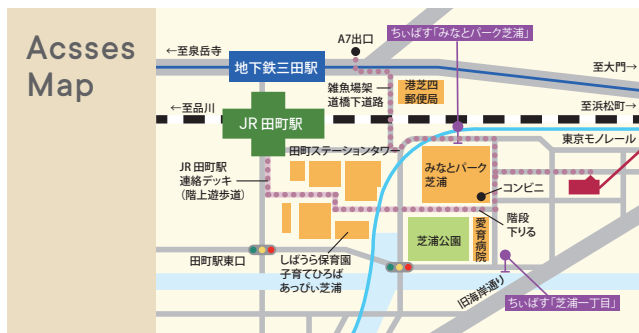 Acsses
Map
A7出口
ちぃばす「みなとパーク芝浦」
←至泉岳寺
地下鉄三田駅
至大門→
雑魚場架
道橋下道路
港芝四
郵便局
←至品川
至浜松町→
JR 田町駅
東京モノレール
田町ステーションタワー
みなとパーク
芝浦
JR 田町駅
連絡デッキ
(階上遊歩道)
コンビニ
階段
下りる
芝浦公園
愛育病院
田町駅東口
しばうら保育園
子育てひろば
あっぴぃ芝浦
旧海岸通り
ちぃばす「芝浦一丁目」